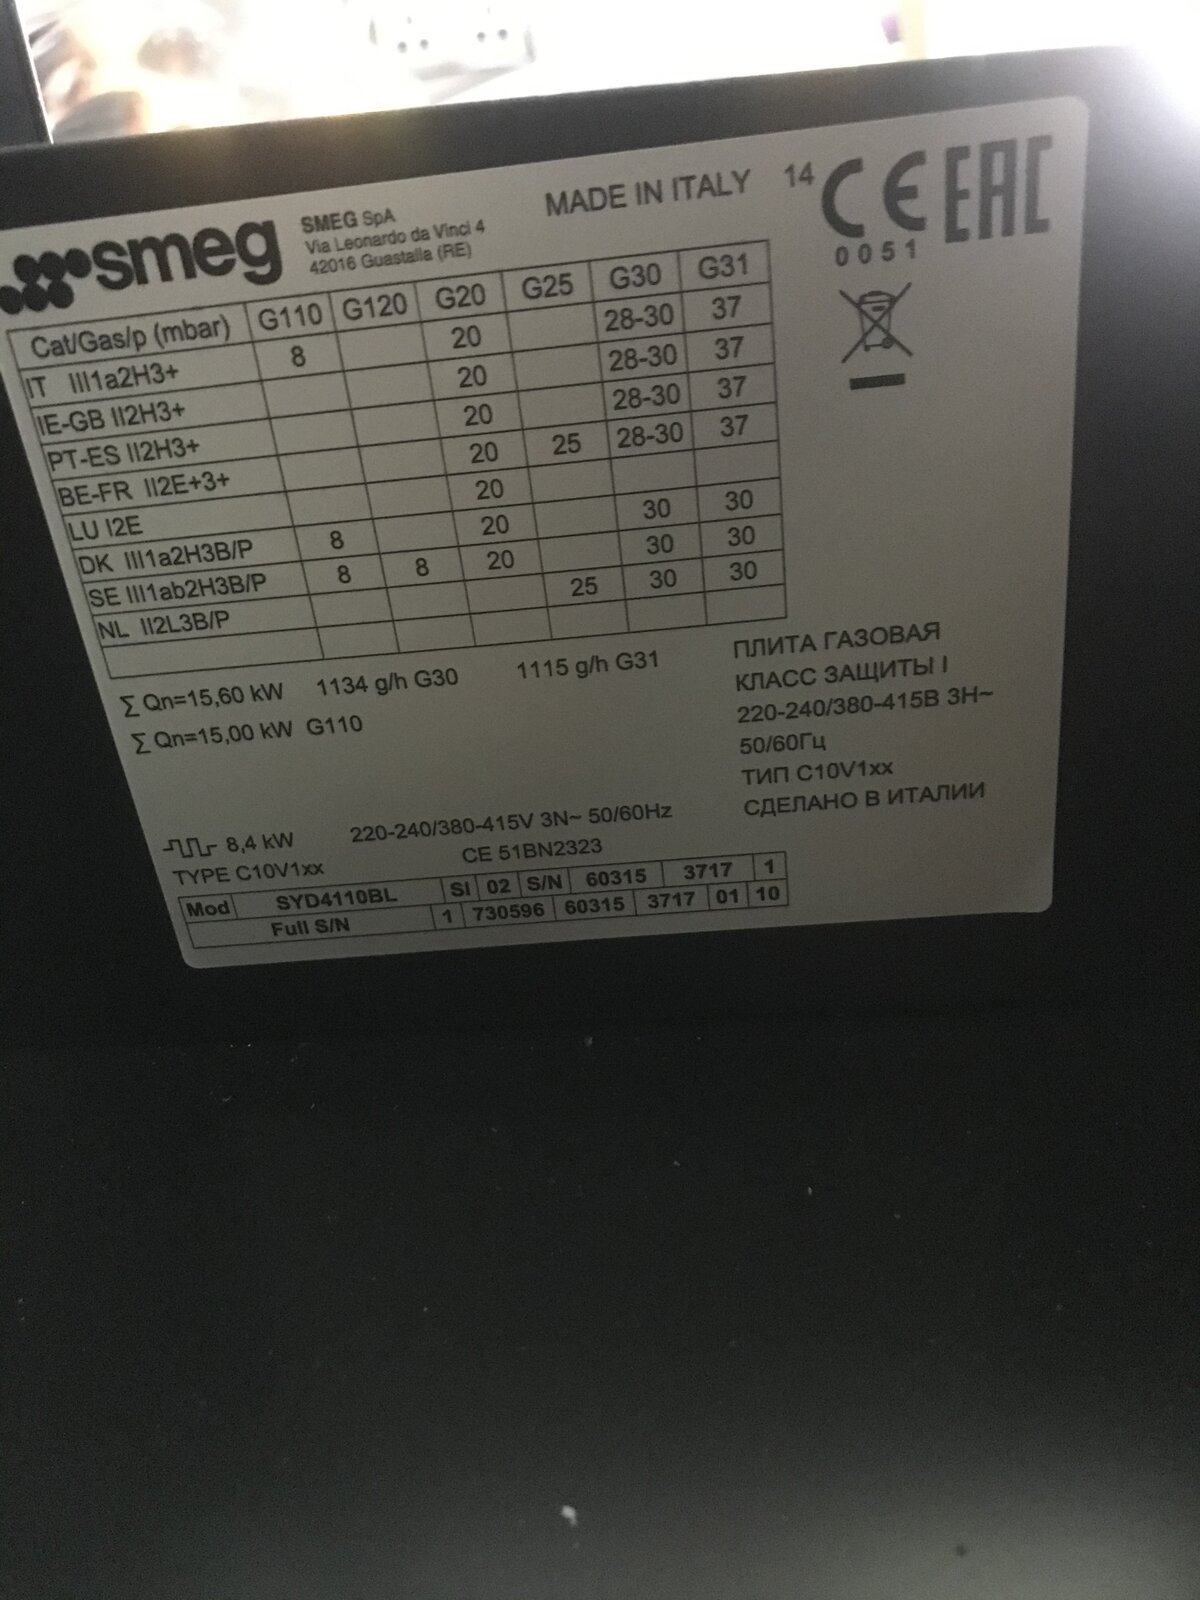 smeg
SMEG SpA
Via Leonardo da Vinci 4
42016 Guastalla (RE)
MADE IN ITALY
14
CE
0051
EAC
Cat/Gas/p (mbar) G110 G120 G20 G25 G30 G31
IT III1a2H3+ 8 20 28-30 37
IE-GB II2H3+ 20 28-30 37
PT-ES II2H3+ 20 28-30 37
BE-FR II2E+3+ 20 25 28-30 37
LU I2E 20
DK III1a2H3B/P 8 20 30 30
SE III1ab2H3B/P 8 8 20 30 30
NL II2L3B/P 25 30 30
∑ Qn=15,60 kW 1134 g/h G30 1115 g/h G31
∑ Qn=15,00 kW G110
ПЛИТА ГАЗОВАЯ
КЛАСС ЗАЩИТЫ I
220-240/380-415В 3Н~
50/60Гц
ТИП C10V1xx
СДЕЛАНО В ИТАЛИИ
8,4 kW 220-240/380-415V 3N~ 50/60Hz
TYPE C10V1xx CE 51BN2323
Mod SYD4110BL SI 02 S/N 60315 3717 1
Full S/N 1 730596 60315 3717 01 10